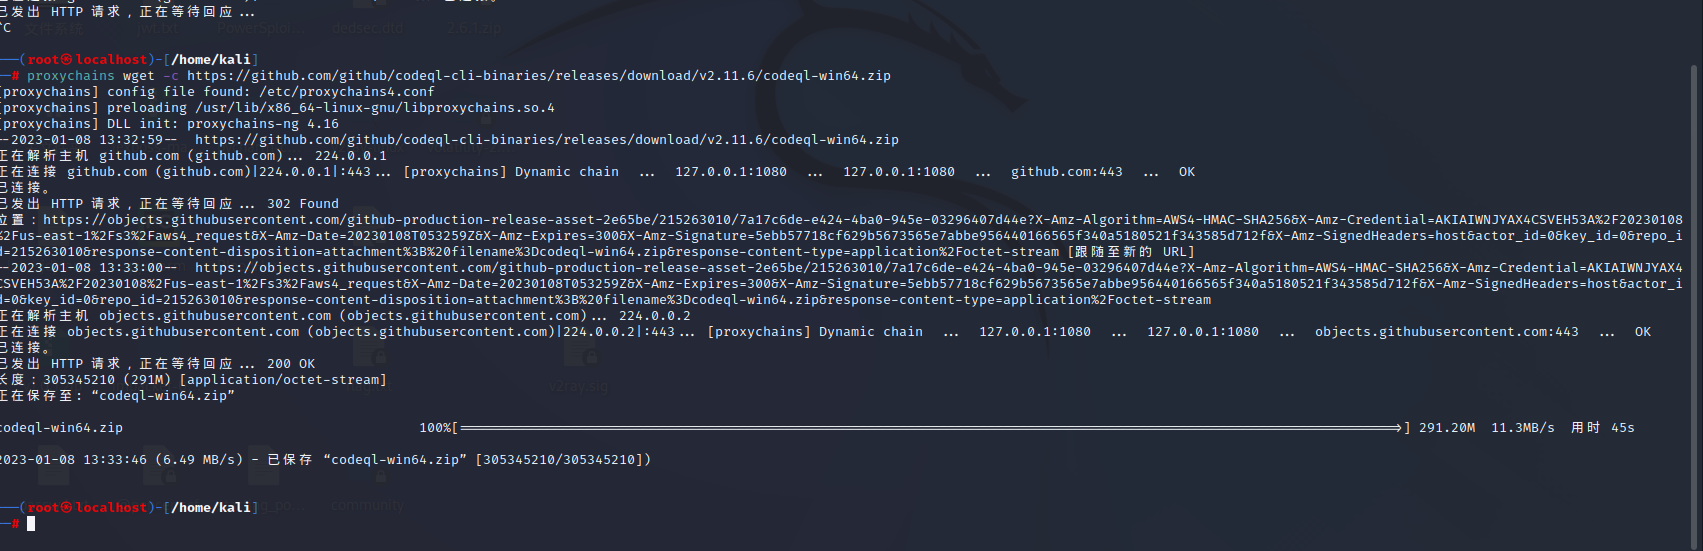 已发出 HTTP 请求，正在等待回应...
^C
文件系统 PowerSploi nedsec.dtd 2.6.1.zip
──(root㉿localhost)-[/home/kali]
─# proxychains wget -c https://github.com/github/codeql-cli-binaries/releases/download/v2.11.6/codeql-win64.zip
[proxychains] config file found: /etc/proxychains4.conf
[proxychains] preloading /usr/lib/x86_64-linux-gnu/libproxychains.so.4
[proxychains] DLL init: proxychains-ng 4.16
--2023-01-08 13:32:59--  https://github.com/github/codeql-cli-binaries/releases/download/v2.11.6/codeql-win64.zip
正在解析主机 github.com (github.com)... 224.0.0.1
正在连接 github.com (github.com)|224.0.0.1|:443... [proxychains] Dynamic chain  ...  127.0.0.1:1080  ...  127.0.0.1:1080  ...  github.com:443  ...  OK
已连接。
已发出 HTTP 请求，正在等待回应... 302 Found
位置：https://objects.githubusercontent.com/github-production-release-asset-2e65be/215263010/7a17c6de-e424-4ba0-945e-03296407d44e?X-Amz-Algorithm=AWS4-HMAC-SHA256&X-Amz-Credential=AKIAIWNJYAX4CSVEH53A%2F20230108
%2Fus-east-1%2Fs3%2Faws4_request&X-Amz-Date=20230108T053259Z&X-Amz-Expires=300&X-Amz-Signature=5ebb57718cf629b5673565e7abbe956440166565f340a5180521f343585d712f&X-Amz-SignedHeaders=host&actor_id=0&key_id=0&repo_i
d=215263010&response-content-disposition=attachment%3B%20filename%3Dcodeql-win64.zip&response-content-type=application%2Foctet-stream [跟随至新的 URL]
--2023-01-08 13:33:00--  https://objects.githubusercontent.com/github-production-release-asset-2e65be/215263010/7a17c6de-e424-4ba0-945e-03296407d44e?X-Amz-Algorithm=AWS4-HMAC-SHA256&X-Amz-Credential=AKIAIWNJYAX4
CSVEH53A%2F20230108%2Fus-east-1%2Fs3%2Faws4_request&X-Amz-Date=20230108T053259Z&X-Amz-Expires=300&X-Amz-Signature=5ebb57718cf629b5673565e7abbe956440166565f340a5180521f343585d712f&X-Amz-SignedHeaders=host&actor_i
d=0&key_id=0&repo_id=215263010&response-content-disposition=attachment%3B%20filename%3Dcodeql-win64.zip&response-content-type=application%2Foctet-stream
正在解析主机 objects.githubusercontent.com (objects.githubusercontent.com)... 224.0.0.2
正在连接 objects.githubusercontent.com (objects.githubusercontent.com)|224.0.0.2|:443... [proxychains] Dynamic chain  ...  127.0.0.1:1080  ...  127.0.0.1:1080  ...  objects.githubusercontent.com:443  ...  OK
已连接。
已发出 HTTP 请求，正在等待回应... 200 OK
长度：305345210 (291M) [application/octet-stream]
v2ray.sig
正在保存至: “codeql-win64.zip”
codeql-win64.zip 100%[=====================>] 291.20M  11.3MB/s  用时 45s
2023-01-08 13:33:46 (6.49 MB/s) - 已保存 “codeql-win64.zip” [305345210/305345210])
──(root㉿localhost)-[/home/kali]
community
─#